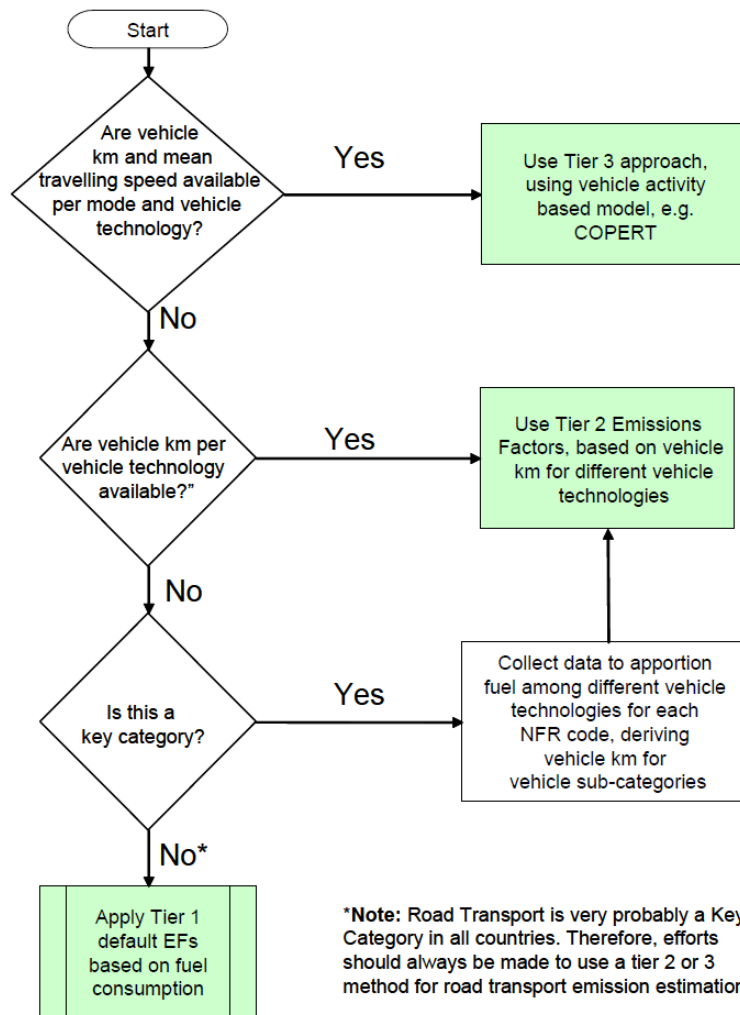 Start
Are vehicle
km and mean
travelling speed available
per mode and vehicle
technology?
Yes
Use Tier 3 approach,
using vehicle activity
based model, e.g.
COPERT
No
Are vehicle km per
vehicle technology
available?”
Yes
Use Tier 2 Emissions
Factors, based on vehicle
km for different vehicle
technologies
No
Is this a
key category?
Yes
Collect data to apportion
fuel among different vehicle
technologies for each
NFR code, deriving
vehicle km for
vehicle sub-categories
No*
Apply Tier 1
default EFs
based on fuel
consumption
*Note: Road Transport is very probably a Key
Category in all countries. Therefore, efforts
should always be made to use a tier 2 or 3
method for road transport emission estimation